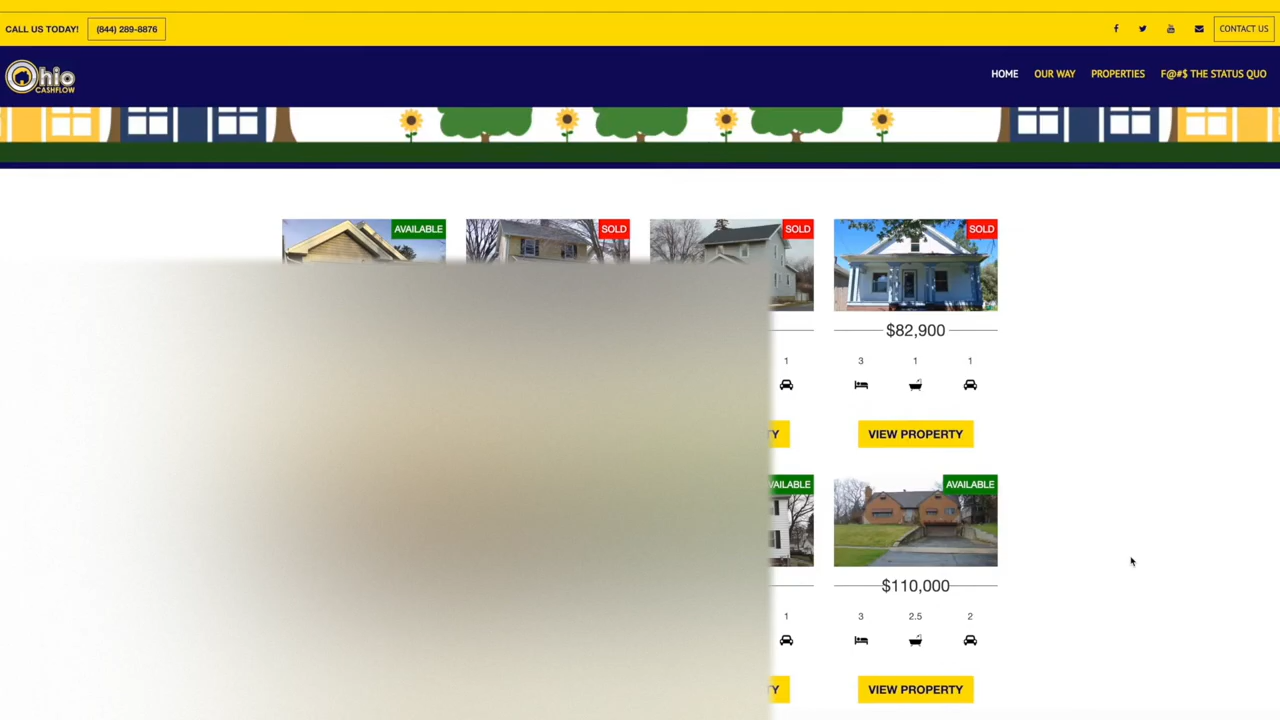 CALL US TODAY! (844) 289-8876 CONTACT US
Ohio CASHFLOW
HOME OUR WAY PROPERTIES F@#$ THE STATUS QUO
AVAILABLE SOLD SOLD SOLD
$82,900
1 3 1 1
VIEW PROPERTY
AVAILABLE
$110,000
1 3 2.5 2
VIEW PROPERTY